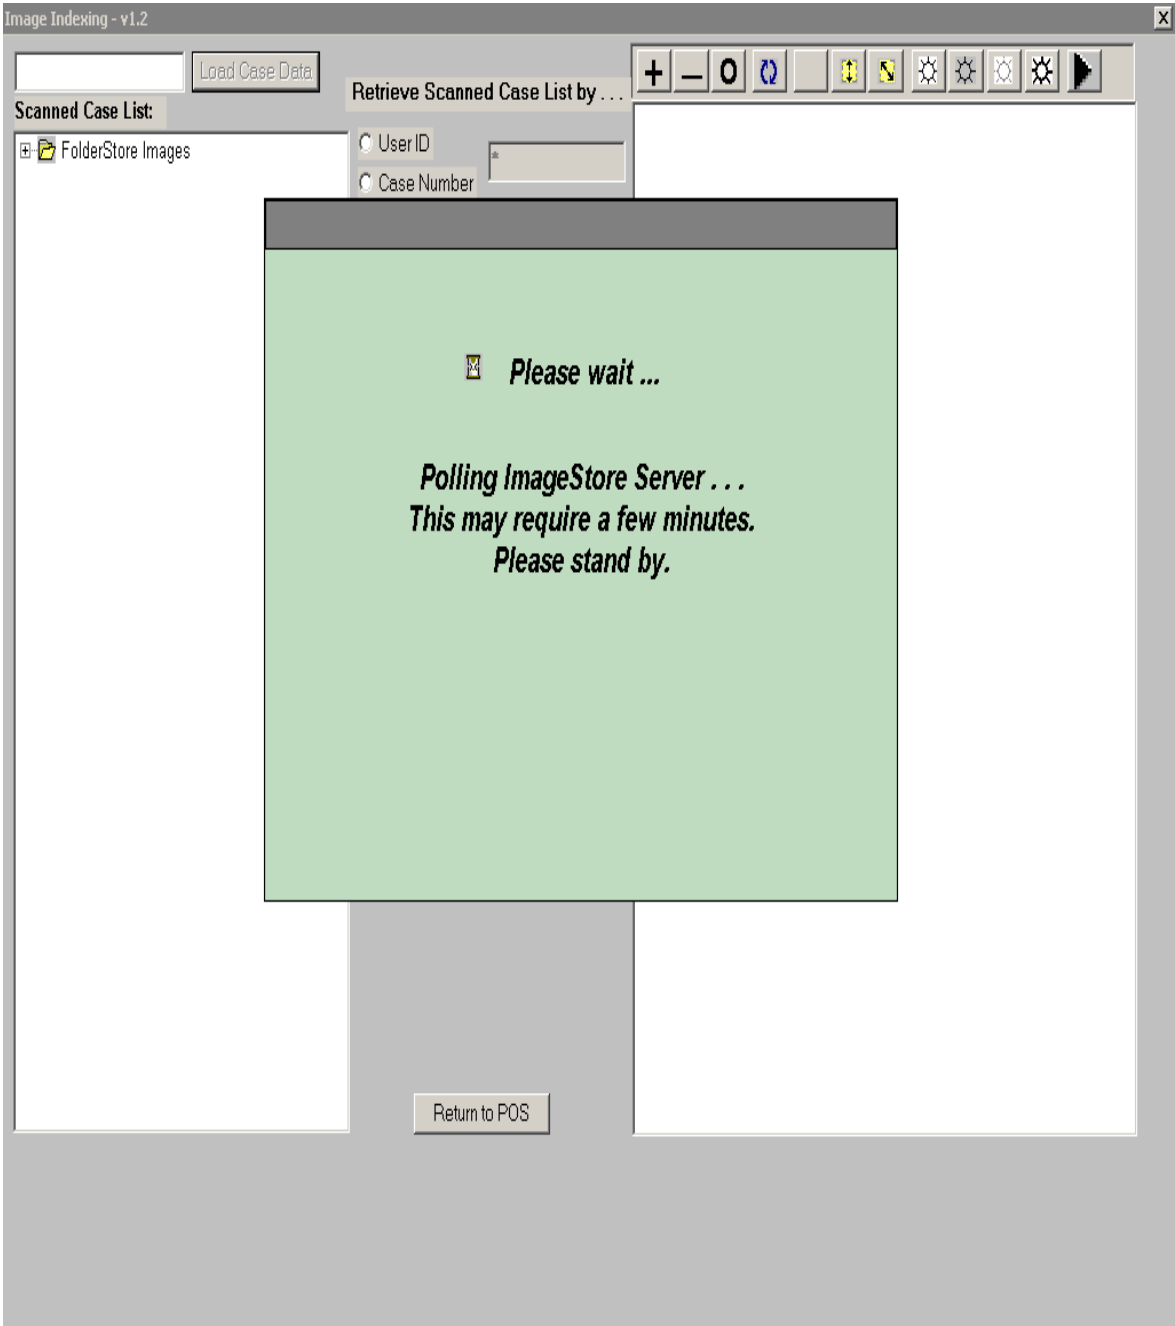 Image Indexing - v1.2
X
Load Case Data
Retrieve Scanned Case List by . . .
Scanned Case List:
FolderStore Images
User ID
*
Case Number
Please wait ...
Polling ImageStore Server . . .
This may require a few minutes.
Please stand by.
Return to POS